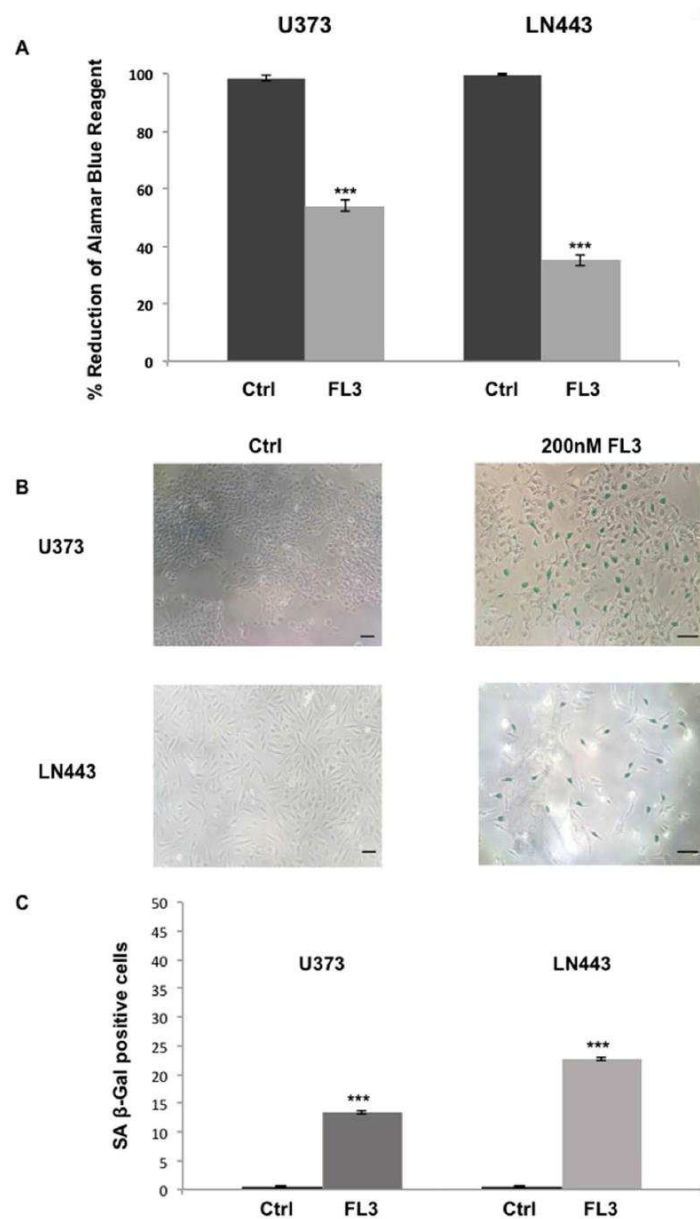 U373 LN443
A
% Reduction of Alamar Blue Reagent
100
80
60
40
20
0
***
***
Ctrl FL3 Ctrl FL3
Ctrl 200nM FL3
B
U373
LN443
C
SA β-Gal positive cells
50
45
40
35
30
25
20
15
10
5
0
U373 LN443
***
***
Ctrl FL3 Ctrl FL3